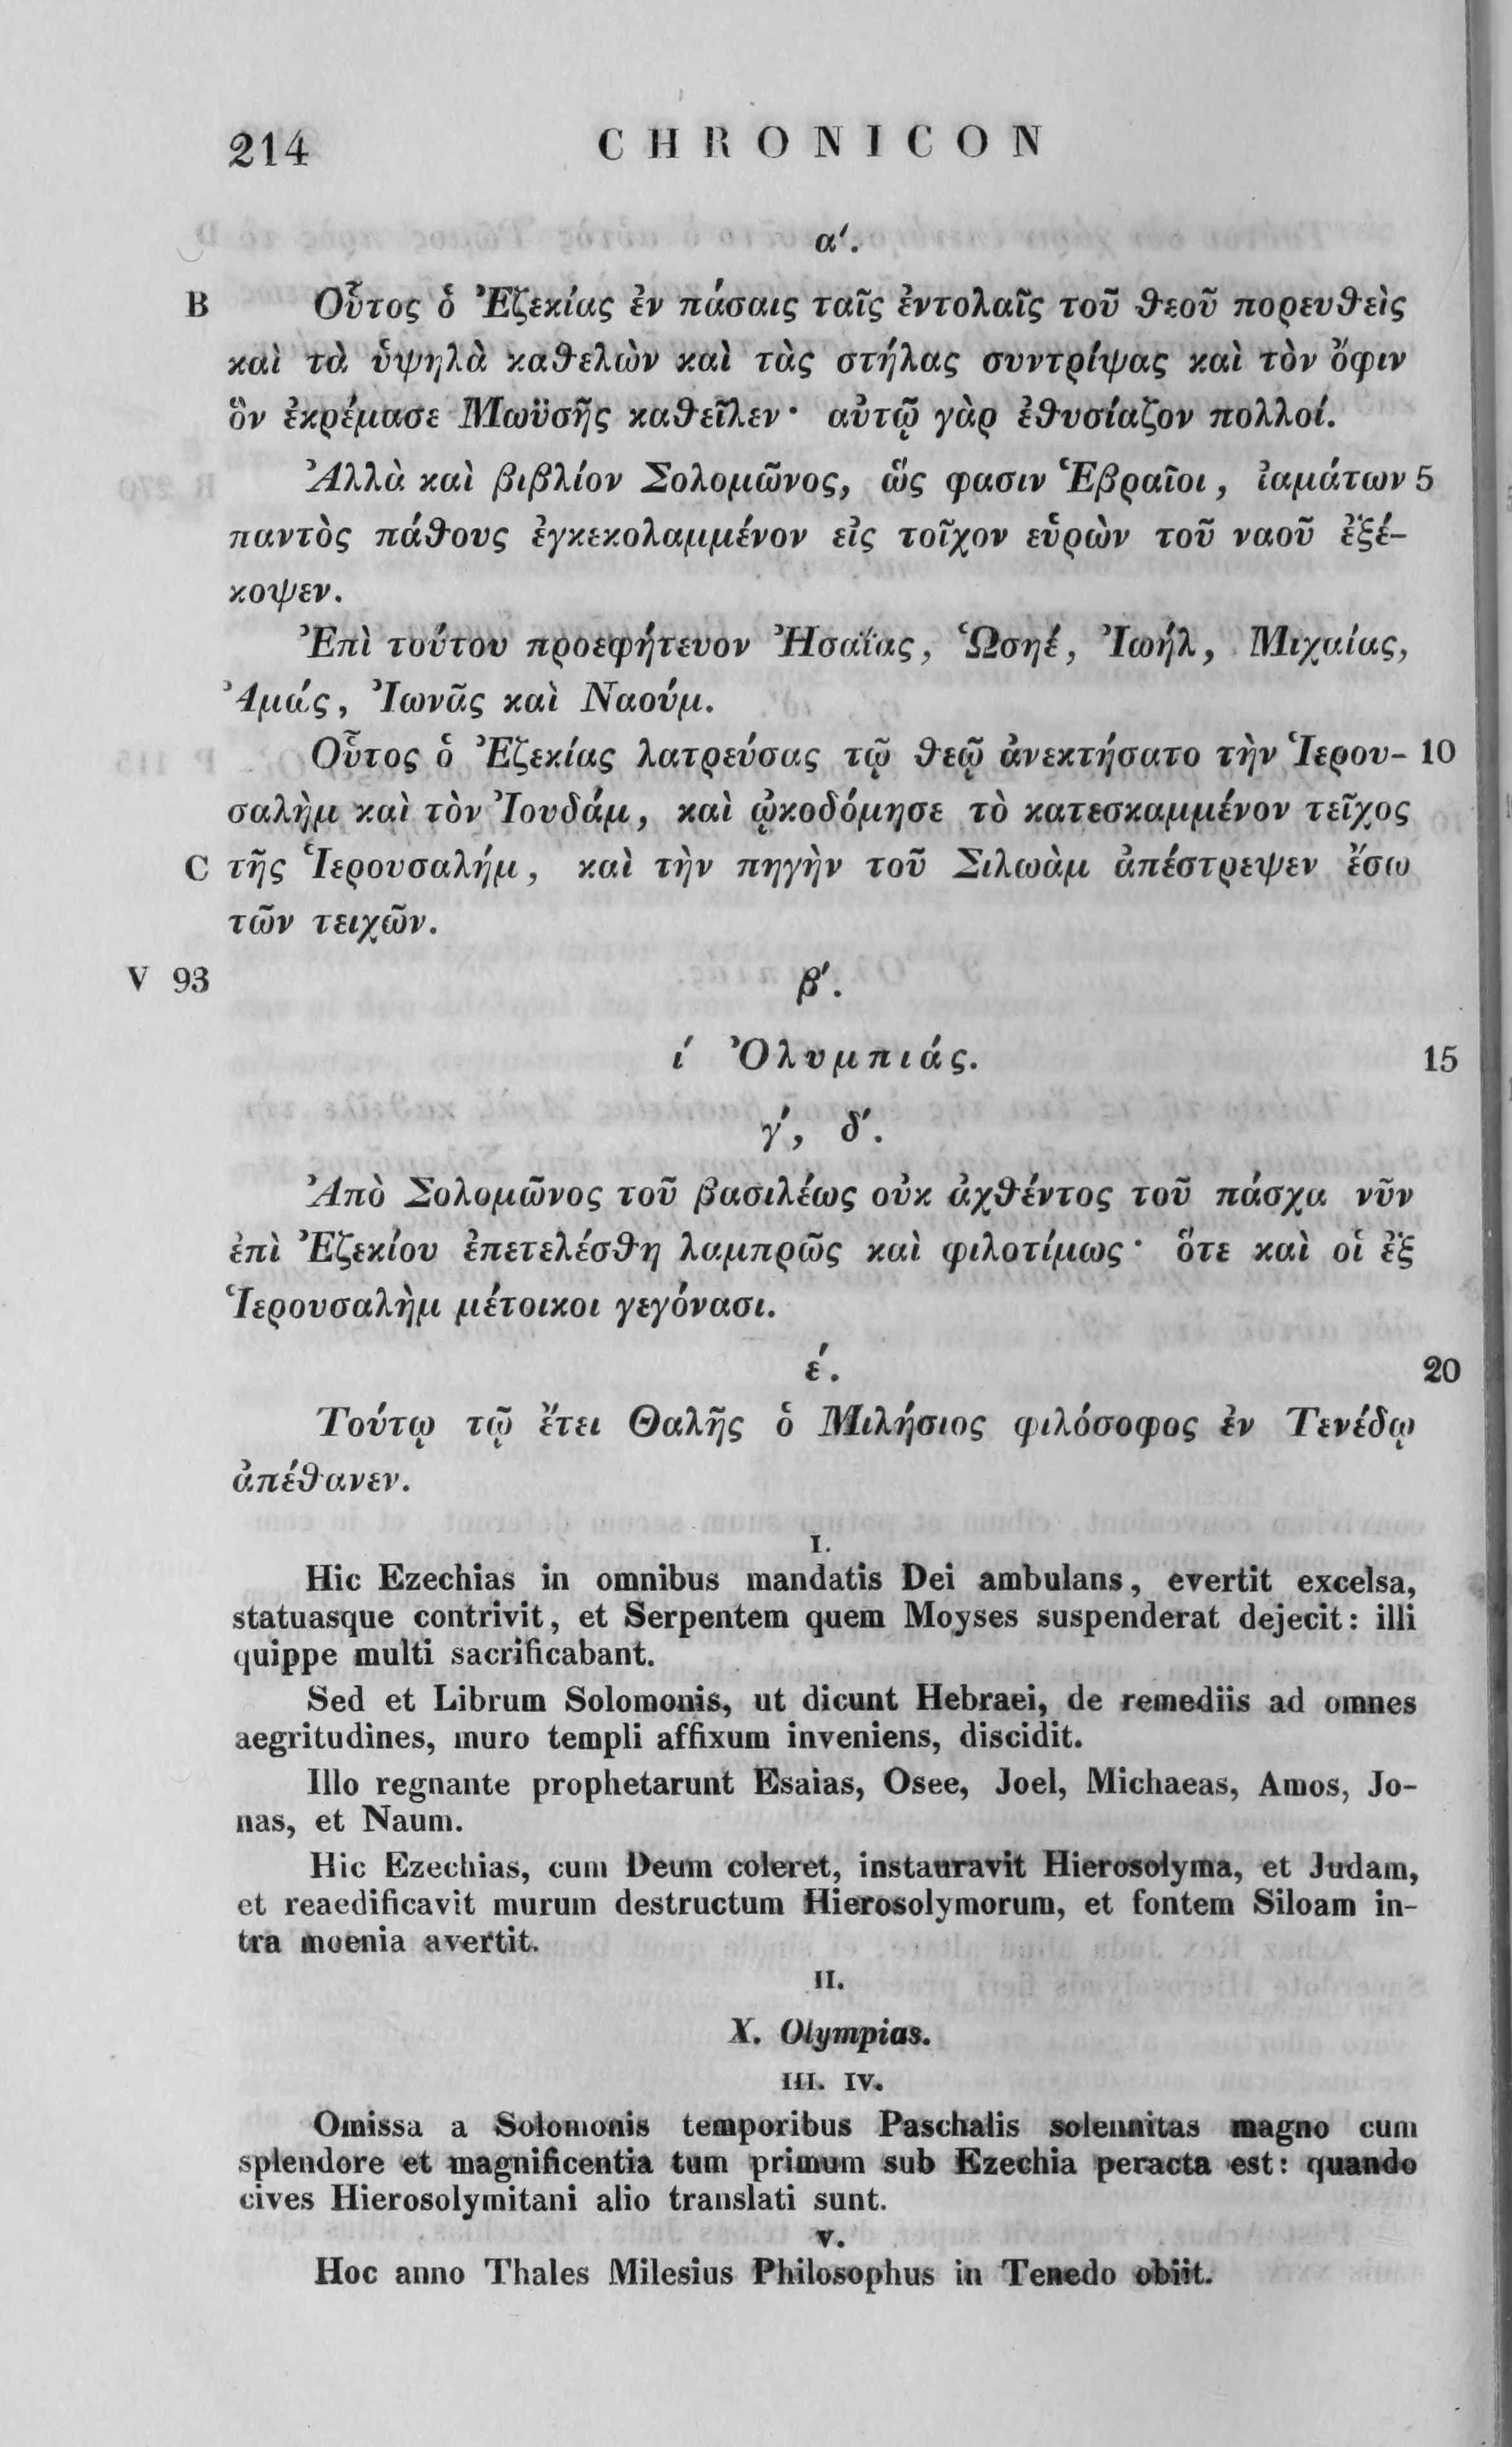 214 CHRONICON
α'.
B Οὗτος ὁ Ἐζεκίας ἐν πάσαις ταῖς ἐντολαῖς τοῦ θεοῦ πορευθεὶς
καὶ τὰ ὑψηλὰ καθελὼν καὶ τὰς στήλας συντρίψας καὶ τὸν ὄφιν
ὃν ἐκρέμασε Μωϋσῆς καθεῖλεν· αὐτῷ γὰρ ἐθυσίαζον πολλοί.
Ἀλλὰ καὶ βιβλίον Σολομῶνος, ὥς φασιν Ἑβραῖοι, ἰαμάτων 5
παντὸς πάθους ἐγκεκολαμμένον εἰς τοῖχον εὑρὼν τοῦ ναοῦ ἐξέ-
κοψεν.
Ἐπὶ τούτου προεφήτευον Ἠσαΐας, Ὡσηέ, Ἰωήλ, Μιχαίας,
Ἀμώς, Ἰωνᾶς καὶ Ναούμ.
Οὗτος ὁ Ἐζεκίας λατρεύσας τῷ θεῷ ἀνεκτήσατο τὴν Ἱερου- 10
σαλὴμ καὶ τὸν Ἰουδάμ, καὶ ᾠκοδόμησε τὸ κατεσκαμμένον τεῖχος
C τῆς Ἱερουσαλήμ, καὶ τὴν πηγὴν τοῦ Σιλωὰμ ἀπέστρεψεν ἔσω
τῶν τειχῶν.
V 93 β'.
ι' Ὀλυμπιάς. 15
γ', δ'.
Ἀπὸ Σολομῶνος τοῦ βασιλέως οὐκ ἀχθέντος τοῦ πάσχα νῦν
ἐπὶ Ἐζεκίου ἐπετελέσθη λαμπρῶς καὶ φιλοτίμως· ὅτε καὶ οἱ ἐξ
Ἱερουσαλὴμ μέτοικοι γεγόνασι.
ε'. 20
Τούτῳ τῷ ἔτει Θαλῆς ὁ Μιλήσιος φιλόσοφος ἐν Τενέδῳ
ἀπέθανεν.
I.
Hic Ezechias in omnibus mandatis Dei ambulans, evertit excelsa,
statuasque contrivit, et Serpentem quem Moyses suspenderat dejecit: illi
quippe multi sacrificabant.
Sed et Librum Solomonis, ut dicunt Hebraei, de remediis ad omnes
aegritudines, muro templi affixum inveniens, discidit.
Illo regnante prophetarunt Esaias, Osee, Joel, Michaeas, Amos, Jo-
nas, et Naum.
Hic Ezechias, cum Deum coleret, instauravit Hierosolyma, et Judam,
et reaedificavit murum destructum Hierosolymorum, et fontem Siloam in-
tra moenia avertit.
II.
X. Olympias.
III. IV.
Omissa a Solomonis temporibus Paschalis solennitas magno cum
splendore et magnificentia tum primum sub Ezechia peracta est: quando
cives Hierosolymitani alio translati sunt.
V.
Hoc anno Thales Milesius Philosophus in Tenedo obiit.